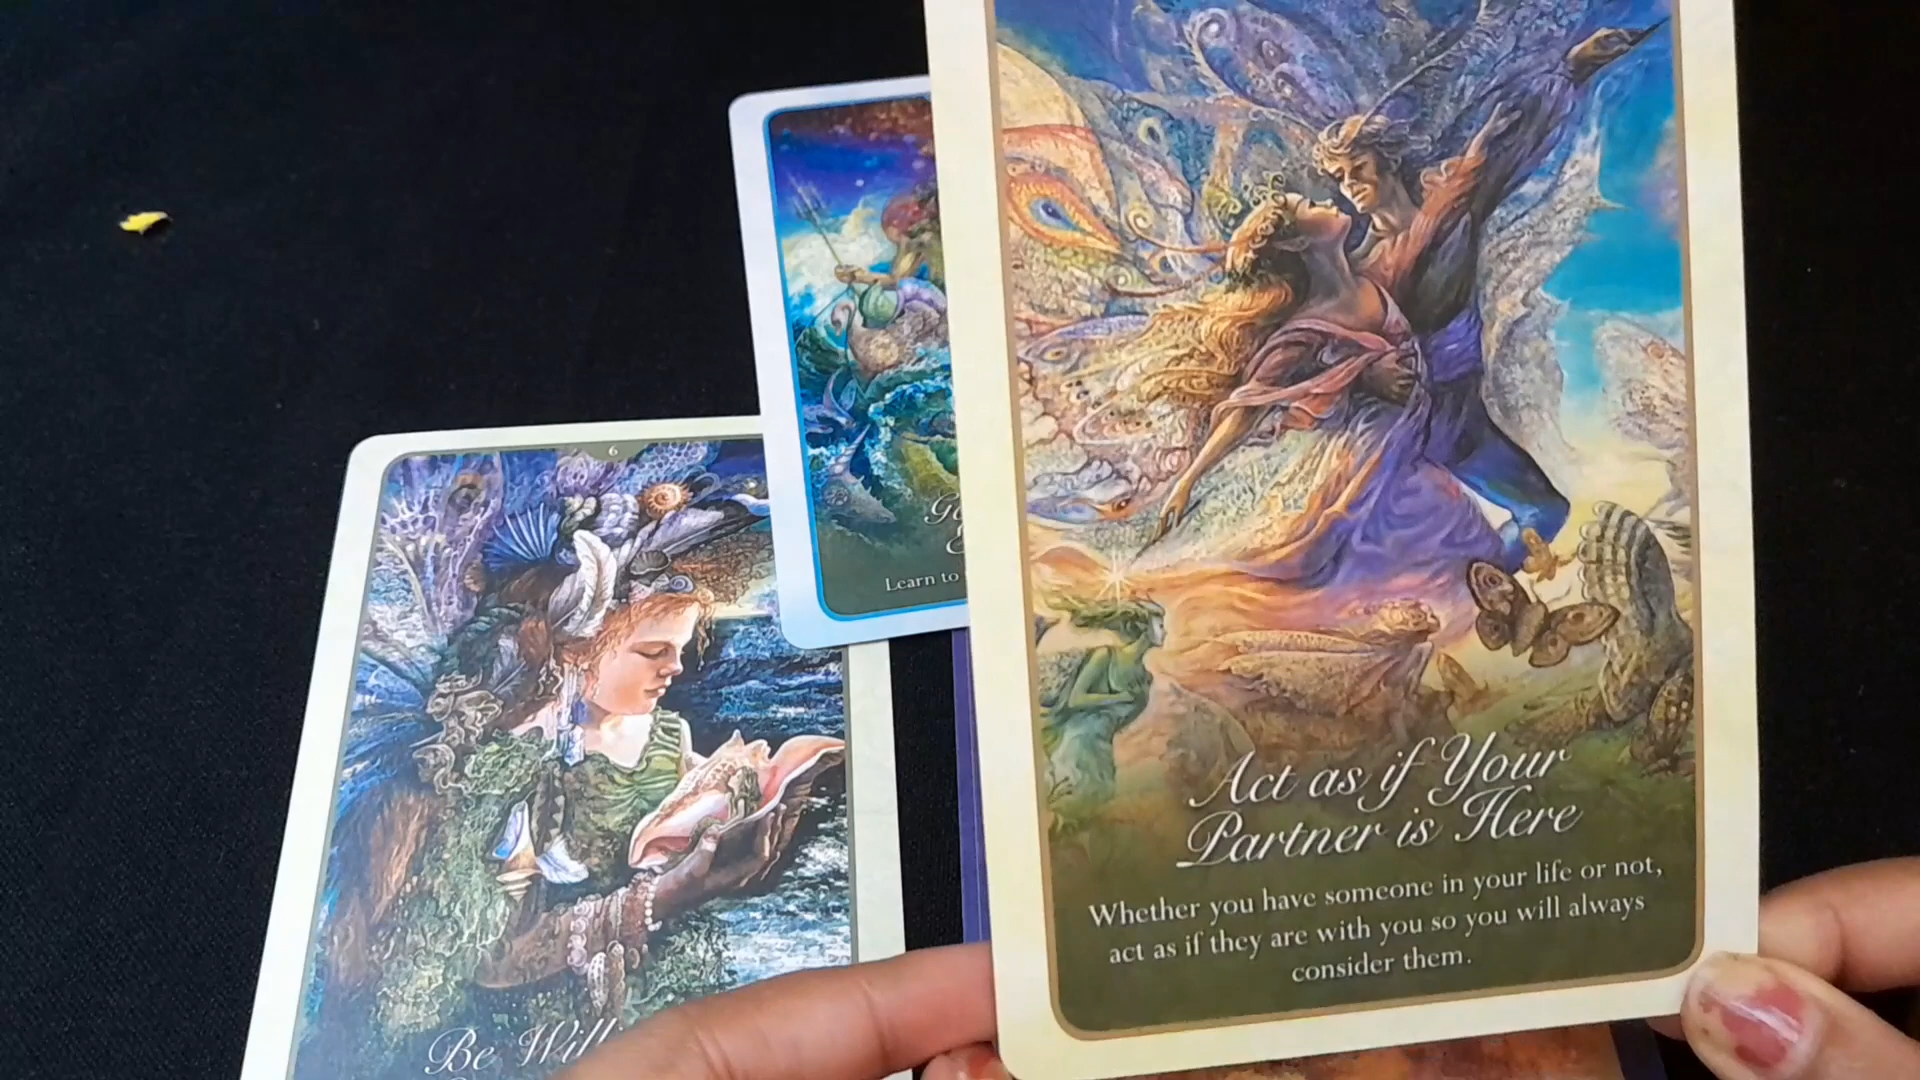 6
Be
Learn to
Act as if Your
Partner is Here
Whether you have someone in your life or not,
act as if they are with you so you will always
consider them.